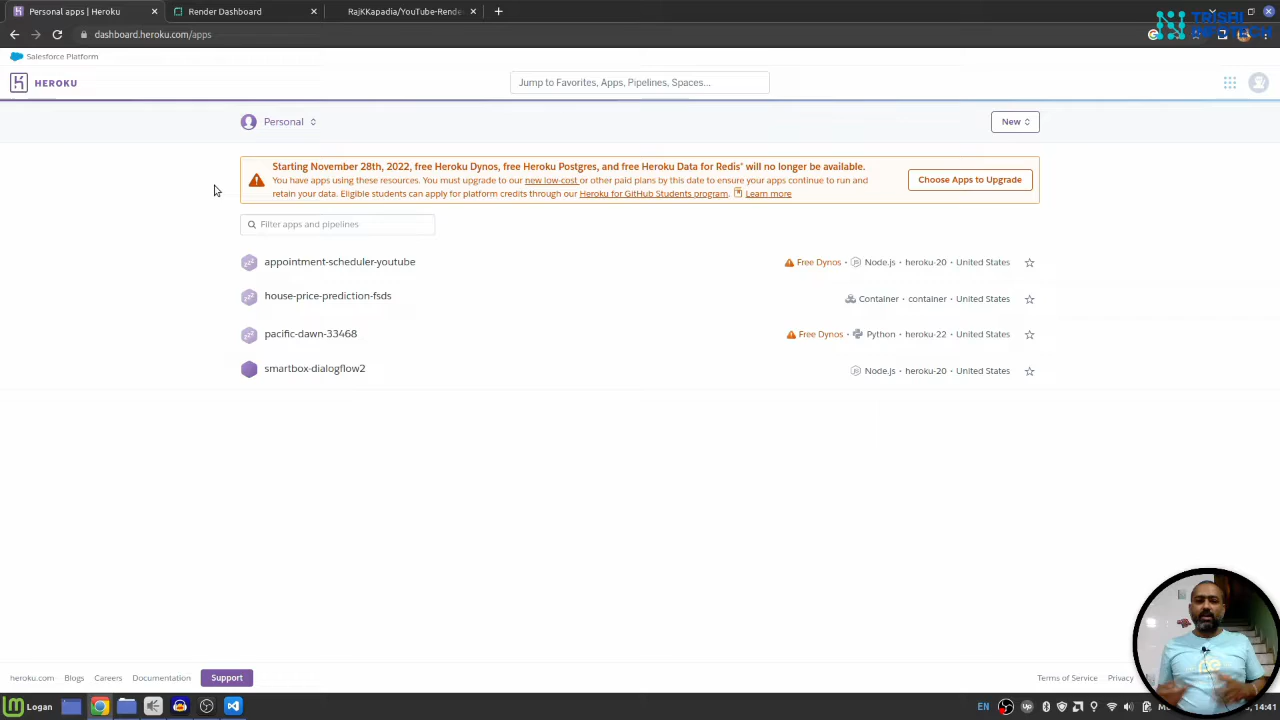 Personal apps | Heroku
Render Dashboard
RajKKapadia/YouTube-Rende
TRISHI INFOTECH
dashboard.heroku.com/apps
Salesforce Platform
HEROKU
Jump to Favorites, Apps, Pipelines, Spaces...
Personal
New
Starting November 28th, 2022, free Heroku Dynos, free Heroku Postgres, and free Heroku Data for Redis® will no longer be available.
You have apps using these resources. You must upgrade to our new low-cost or other paid plans by this date to ensure your apps continue to run and
retain your data. Eligible students can apply for platform credits through our Heroku for GitHub Students program. Learn more
Choose Apps to Upgrade
Filter apps and pipelines
appointment-scheduler-youtube
Free Dynos · Node.js · heroku-20 · United States
house-price-prediction-fsds
Container · container · United States
pacific-dawn-33468
Free Dynos · Python · heroku-22 · United States
smartbox-dialogflow2
Node.js · heroku-20 · United States
heroku.com Blogs Careers Documentation Support
Terms of Service Privacy
Logan
EN
14:41